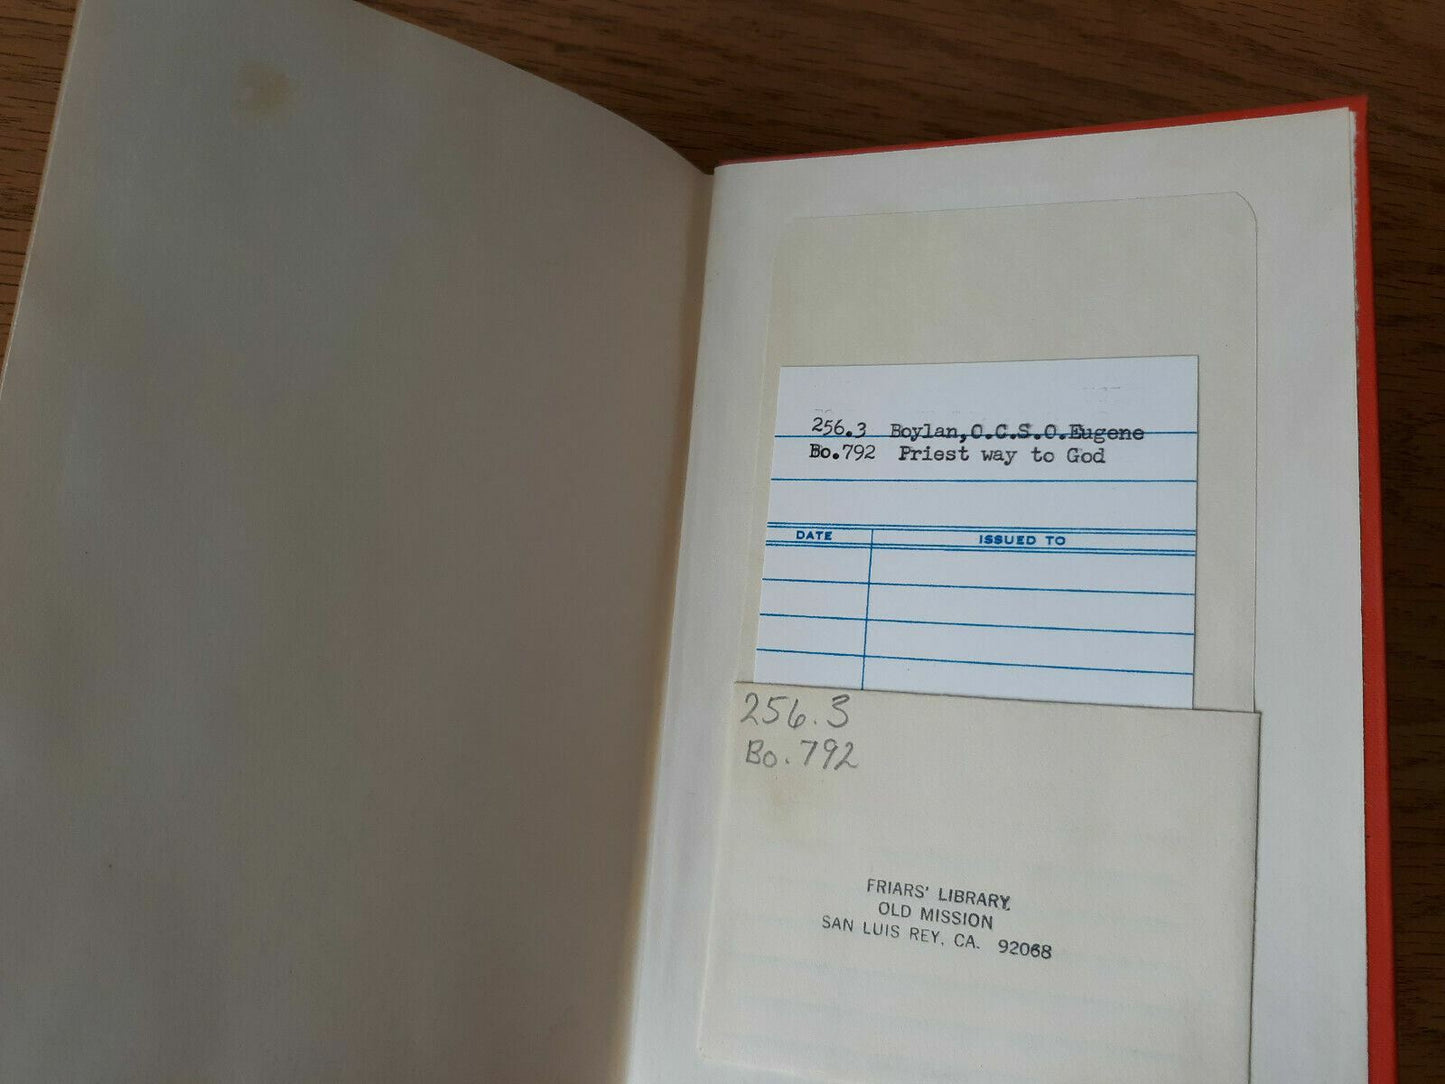 256.3 Boylan,O.C.S.O.Eugene
Bo.792 Priest way to God
DATE ISSUED TO
256.3
Bo.792
FRIARS' LIBRARY,
OLD MISSION
SAN LUIS REY, CA. 92068